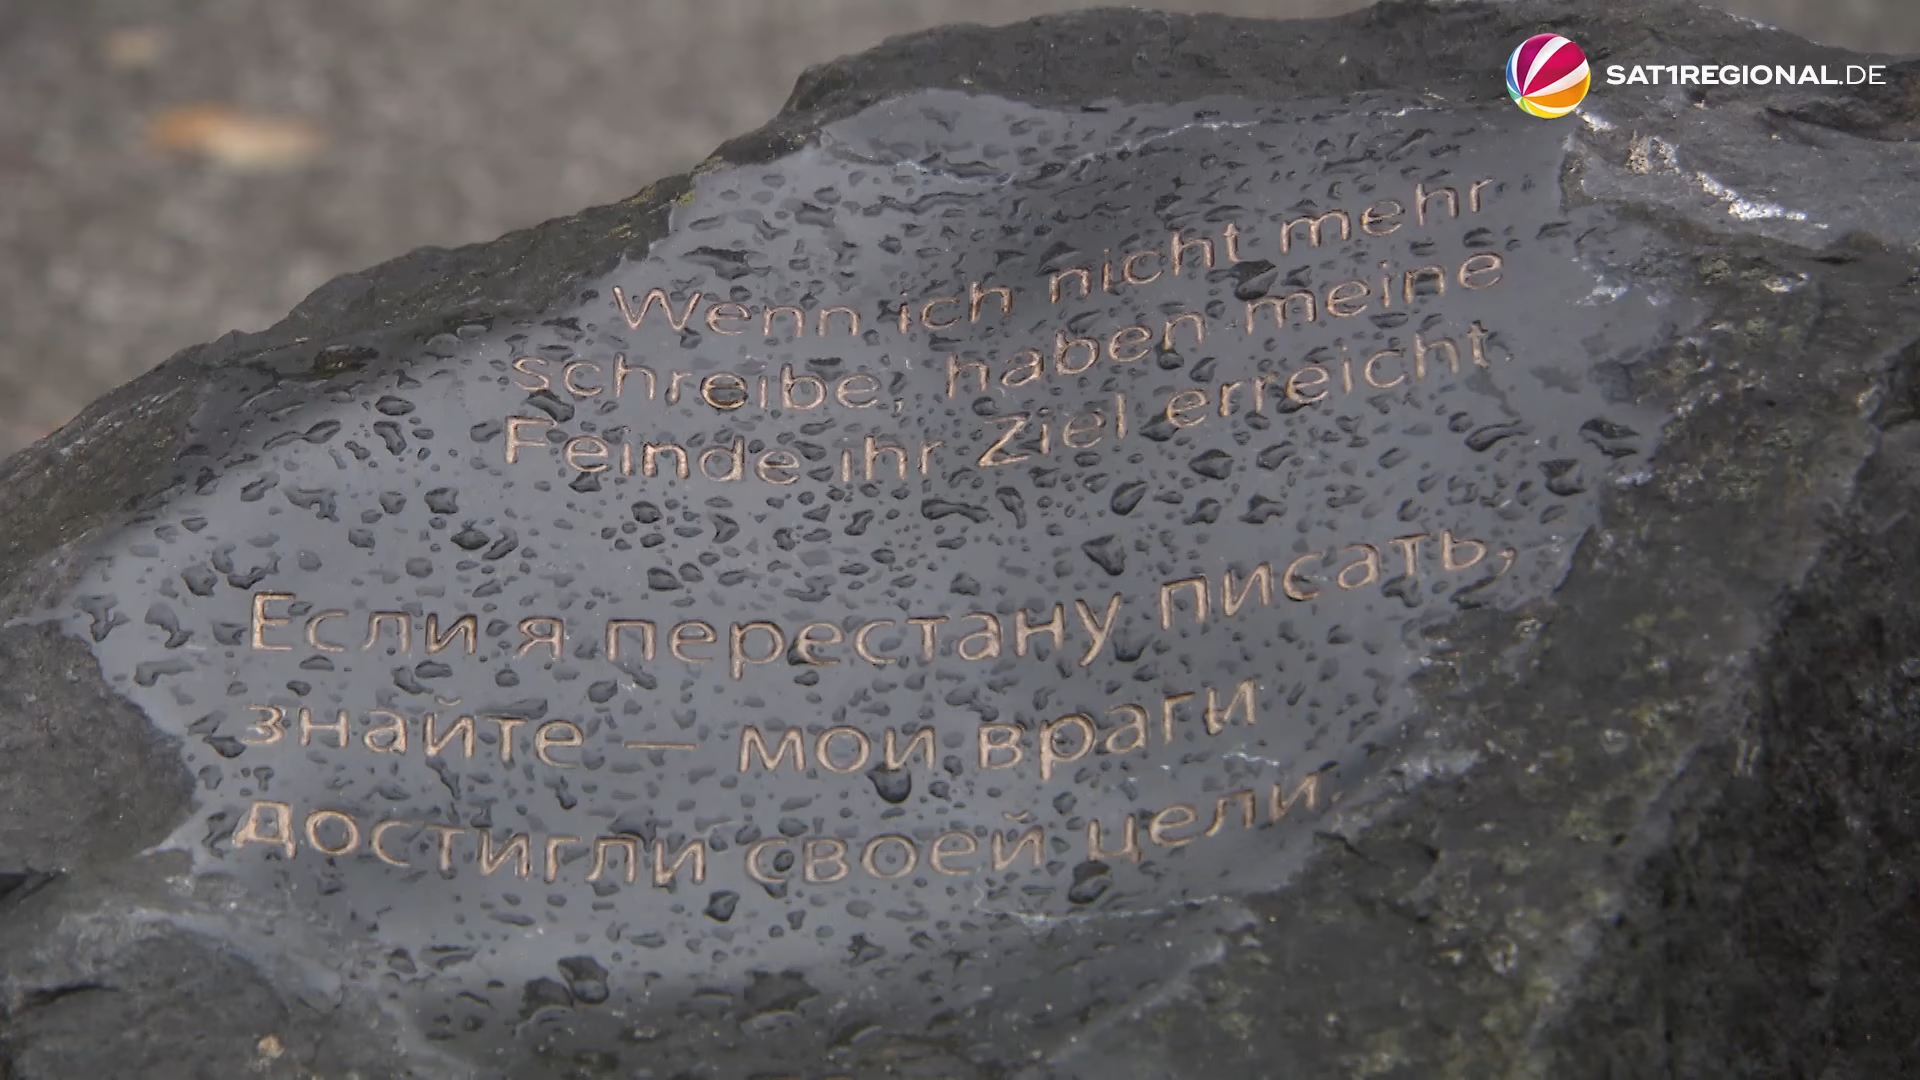 SAT1REGIONAL.DE
Wenn ich nicht mehr
schreibe, haben meine
Feinde ihr Ziel erreicht.
Если я перестану писать,
знайте — мои враги
достигли своей цели.